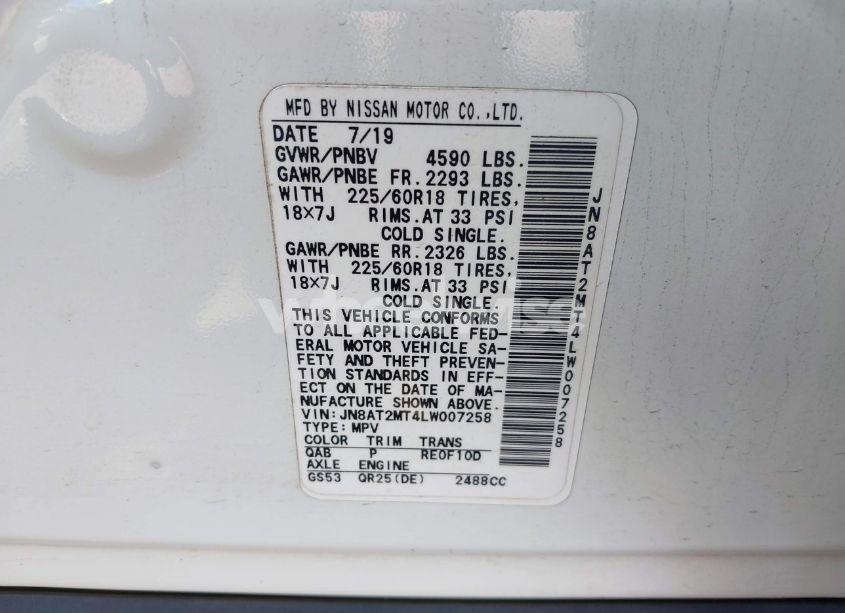 MFD BY NISSAN MOTOR CO.,LTD.
DATE 7/19
GVWR/PNBV 4590 LBS.
GAWR/PNBE FR. 2293 LBS.
WITH 225/60R18 TIRES,
18×7J RIMS.AT 33 PSI
COLD SINGLE.
GAWR/PNBE RR. 2326 LBS.
WITH 225/60R18 TIRES,
18×7J RIMS.AT 33 PSI
COLD SINGLE.
THIS VEHICLE CONFORMS
TO ALL APPLICABLE FED-
ERAL MOTOR VEHICLE SA-
FETY AND THEFT PREVEN-
TION STANDARDS IN EFF-
ECT ON THE DATE OF MA-
NUFACTURE SHOWN ABOVE.
VIN:JN8AT2MT4LW007258
TYPE:MPV
COLOR TRIM TRANS
QAB P RE0F10D
AXLE ENGINE
GS53 QR25(DE) 2488CC
JN8AT2MT4LW007258